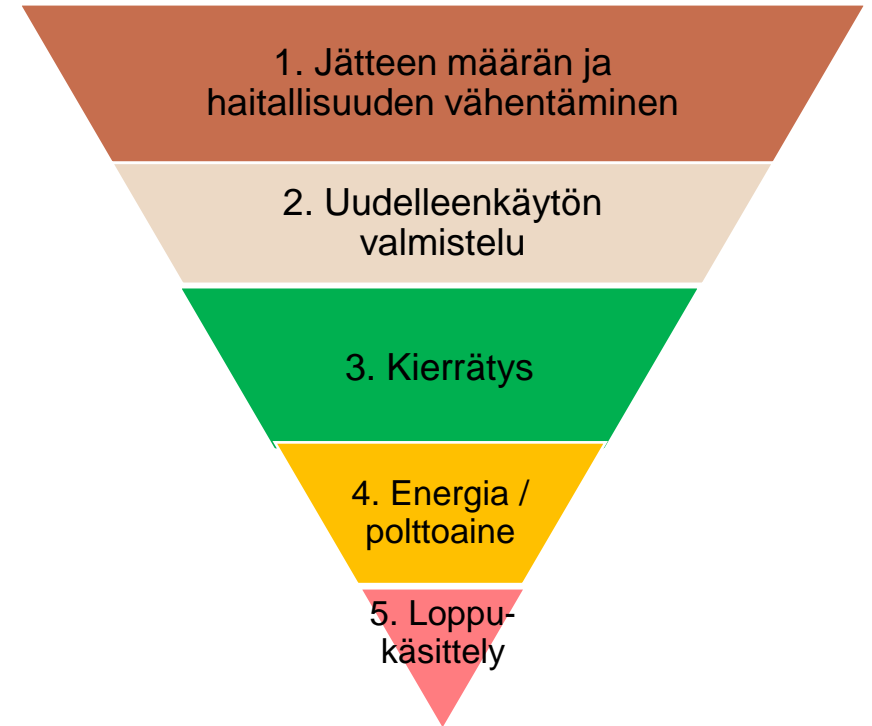 1. Jätteen määrän ja
haitallisuuden vähentäminen
2. Uudelleenkäytön
valmistelu
3. Kierrätys
4. Energia /
polttoaine
5. Loppu-
käsittely